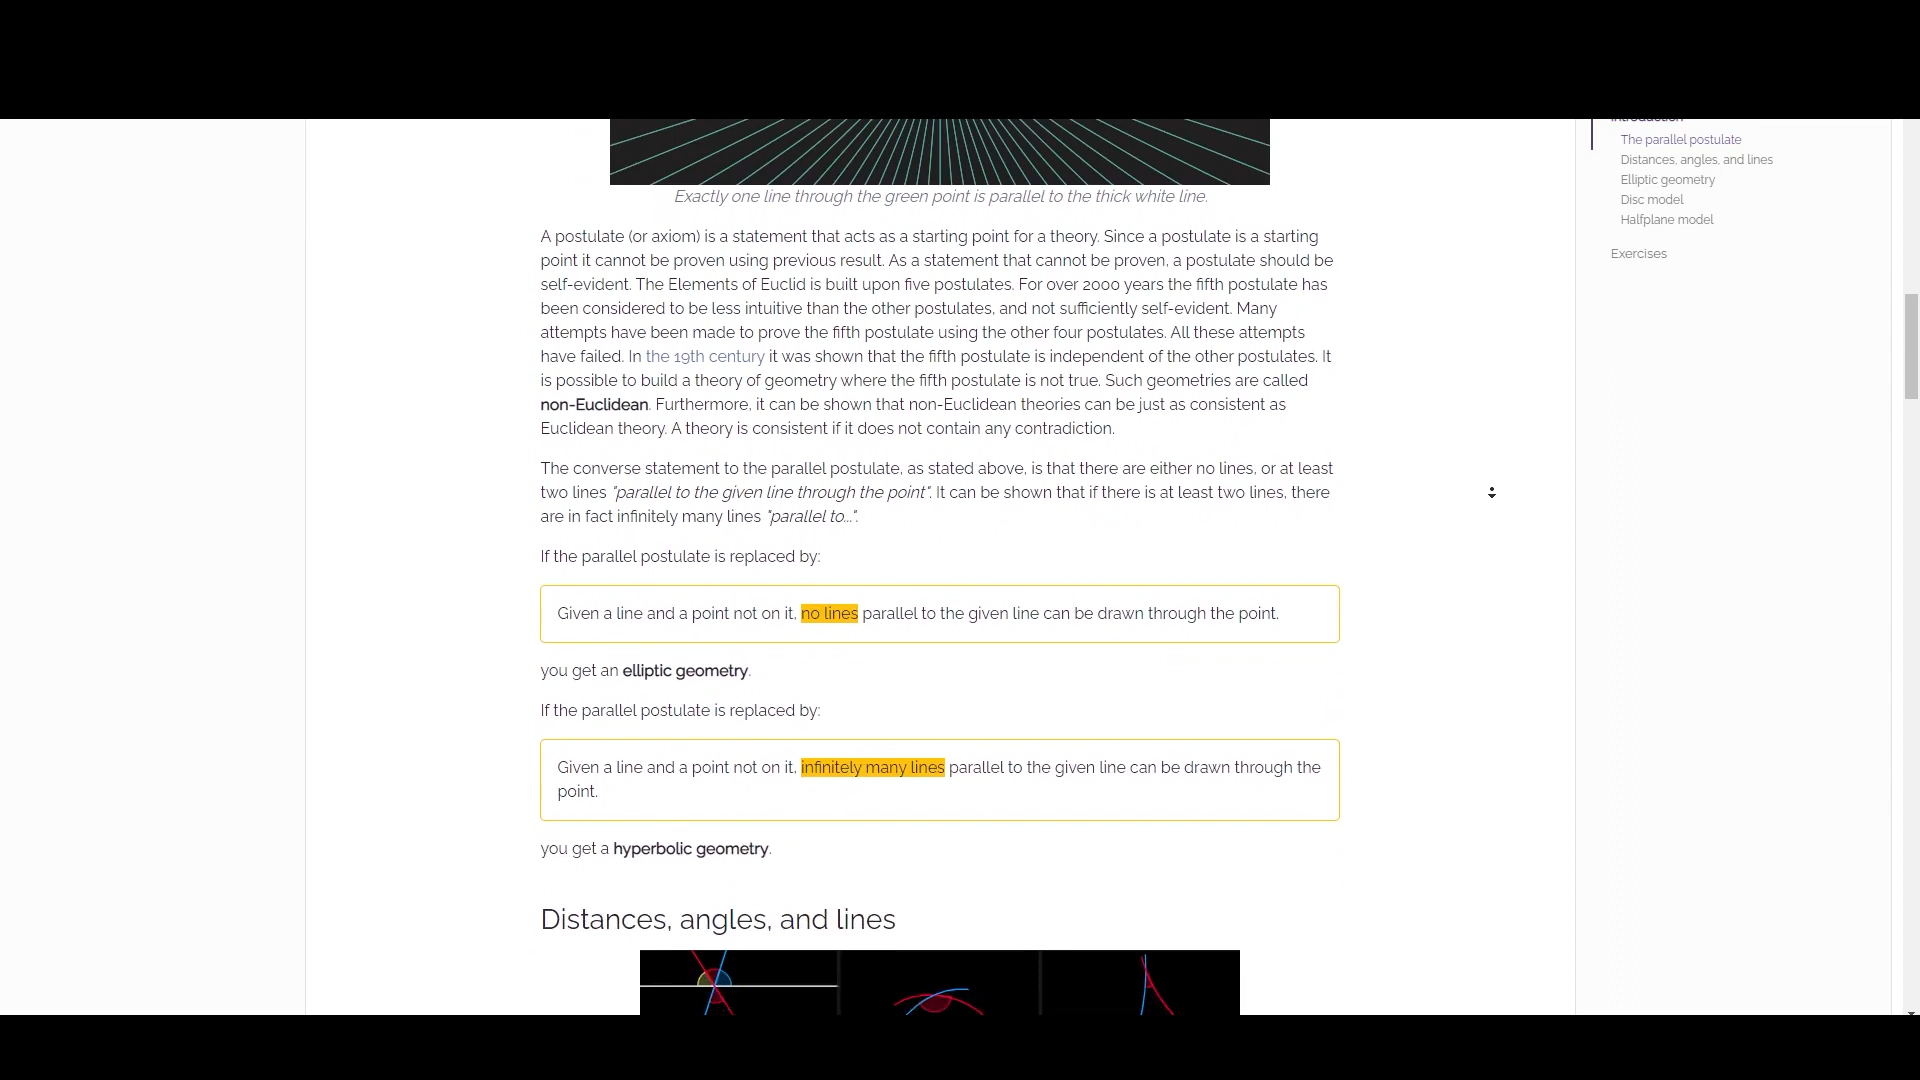 Exactly one line through the green point is parallel to the thick white line.
A postulate (or axiom) is a statement that acts as a starting point for a theory. Since a postulate is a starting
point it cannot be proven using previous result. As a statement that cannot be proven, a postulate should be
self-evident. The Elements of Euclid is built upon five postulates. For over 2000 years the fifth postulate has
been considered to be less intuitive than the other postulates, and not sufficiently self-evident. Many
attempts have been made to prove the fifth postulate using the other four postulates. All these attempts
have failed. In the 19th century it was shown that the fifth postulate is independent of the other postulates. It
is possible to build a theory of geometry where the fifth postulate is not true. Such geometries are called
non-Euclidean. Furthermore, it can be shown that non-Euclidean theories can be just as consistent as
Euclidean theory. A theory is consistent if it does not contain any contradiction.
The converse statement to the parallel postulate, as stated above, is that there are either no lines, or at least
two lines "parallel to the given line through the point". It can be shown that if there is at least two lines, there
are in fact infinitely many lines "parallel to...".
If the parallel postulate is replaced by:
Given a line and a point not on it, no lines parallel to the given line can be drawn through the point.
you get an elliptic geometry.
If the parallel postulate is replaced by:
Given a line and a point not on it, infinitely many lines parallel to the given line can be drawn through the
point.
you get a hyperbolic geometry.
Distances, angles, and lines
Introduction
The parallel postulate
Distances, angles, and lines
Elliptic geometry
Disc model
Halfplane model
Exercises